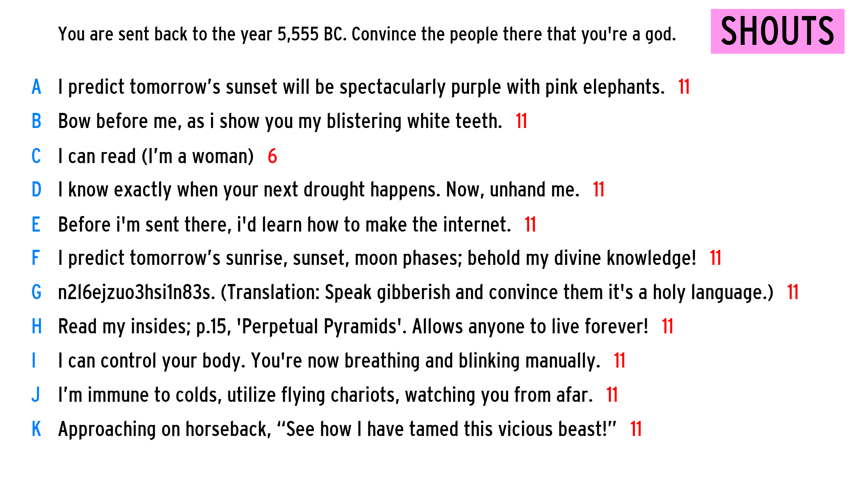 You are sent back to the year 5,555 BC. Convince the people there that you're a god.
SHOUTS
A I predict tomorrow’s sunset will be spectacularly purple with pink elephants. 11
B Bow before me, as i show you my blistering white teeth. 11
C I can read (I’m a woman) 6
D I know exactly when your next drought happens. Now, unhand me. 11
E Before i'm sent there, i'd learn how to make the internet. 11
F I predict tomorrow’s sunrise, sunset, moon phases; behold my divine knowledge! 11
G n2l6ejzuo3hsi1n83s. (Translation: Speak gibberish and convince them it's a holy language.) 11
H Read my insides; p.15, 'Perpetual Pyramids'. Allows anyone to live forever! 11
I I can control your body. You're now breathing and blinking manually. 11
J I’m immune to colds, utilize flying chariots, watching you from afar. 11
K Approaching on horseback, “See how I have tamed this vicious beast!” 11